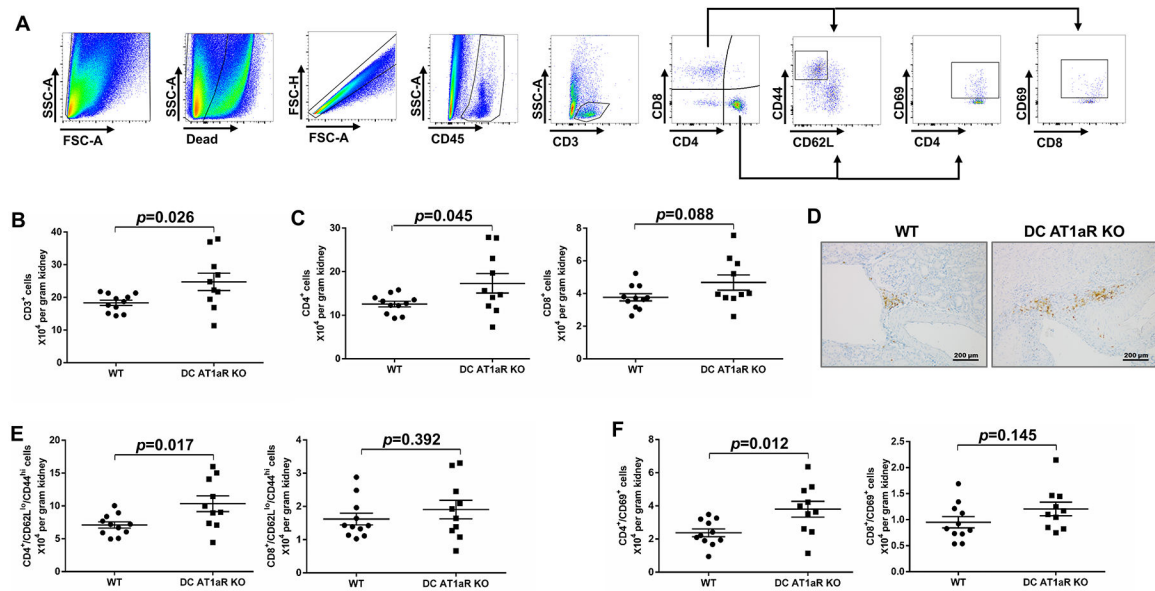 A
SSC-A
FSC-A
SSC-A
Dead
FSC-H
FSC-A
SSC-A
CD45
SSC-A
CD3
CD8
CD4
CD44
CD62L
CD69
CD4
CD69
CD8
B
p=0.026
CD3+ cells
X10⁴ per gram kidney)
40
30
20
10
0
WT
DC AT1aR KO
C
p=0.045
CD4+ cells
X10⁴ per gram kidney)
30
20
10
0
WT
DC AT1aR KO
p=0.088
CD8+ cells
X10⁴ per gram kidney)
8
6
4
2
0
WT
DC AT1aR KO
D
WT
DC AT1aR KO
200 µm
200 µm
E
p=0.017
CD4+/CD62Llo/CD44hi cells
X10⁴ per gram kidney)
20
15
10
5
0
WT
DC AT1aR KO
p=0.392
CD8+/CD62Llo/CD44hi cells
X10⁴ per gram kidney)
4
3
2
1
0
WT
DC AT1aR KO
F
p=0.012
CD4+/CD69+ cells
X10⁴ per gram kidney)
8
6
4
2
0
WT
DC AT1aR KO
p=0.145
CD8+/CD69+ cells
X10⁴ per gram kidney)
2.5
2.0
1.5
1.0
0.5
0.0
WT
DC AT1aR KO